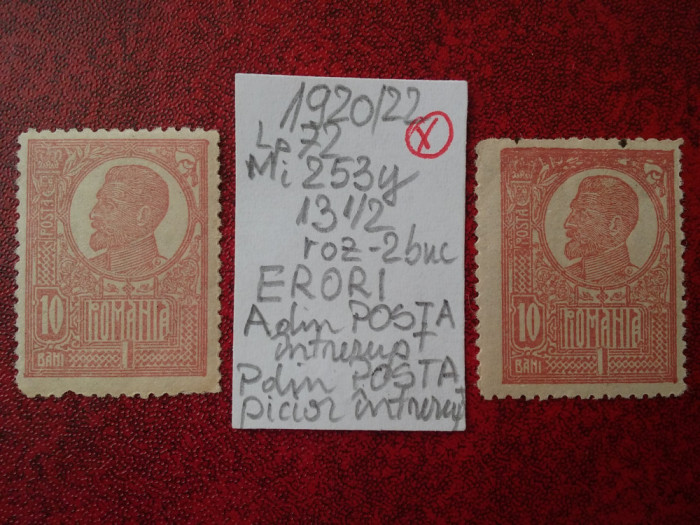 POSTA
10
BANI
ROMANIA
1920/22
X
Lp 72
Mi 253y
13 1/2
roz-2buc
ERORI
A din POSTA
întrerupt
P din POSTA
picior întrerupt
POSTA
10
BANI
ROMANIA